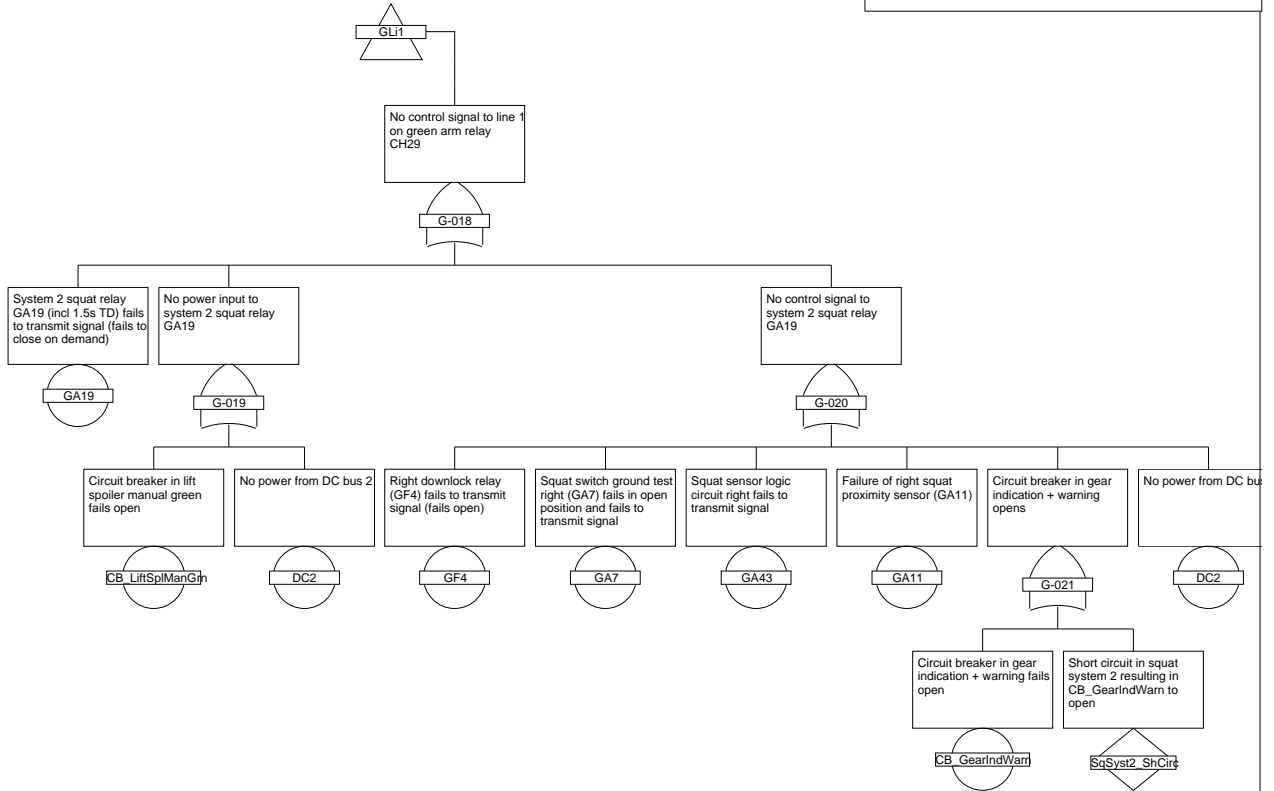 GLi1
No control signal to line 1
on green arm relay
CH29
G-018
System 2 squat relay
GA19 (incl 1.5s TD) fails
to transmit signal (fails to
close on demand)
GA19
No power input to
system 2 squat relay
GA19
G-019
No control signal to
system 2 squat relay
GA19
G-020
Circuit breaker in lift
spoiler manual green
fails open
CB_LiftSplManGrn
No power from DC bus 2
DC2
Right downlock relay
(GF4) fails to transmit
signal (fails open)
GF4
Squat switch ground test
right (GA7) fails in open
position and fails to
transmit signal
GA7
Squat sensor logic
circuit right fails to
transmit signal
GA43
Failure of right squat
proximity sensor (GA11)
GA11
Circuit breaker in gear
indication + warning
opens
G-021
No power from DC bus
DC2
Circuit breaker in gear
indication + warning fails
open
CB_GearIndWarn
Short circuit in squat
system 2 resulting in
CB_GearIndWarn to
open
SqSyst2_ShCirc